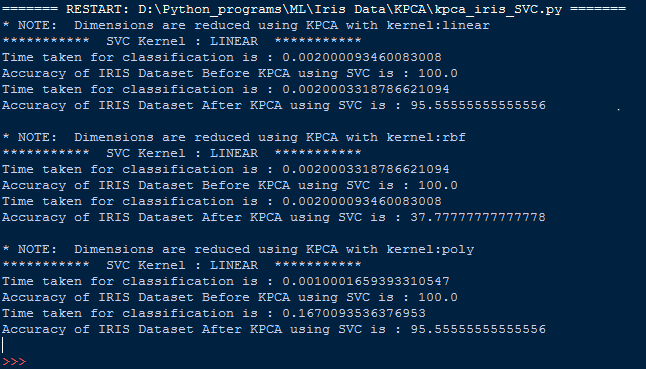 ======= RESTART: D:\Python_programs\ML\Iris Data\KPCA\kpca_iris_SVC.py =======
* NOTE:  Dimensions are reduced using KPCA with kernel:linear
***********  SVC Kernel : LINEAR  ***********
Time taken for classification is : 0.002000093460083008
Accuracy of IRIS Dataset Before KPCA using SVC is : 100.0
Time taken for classification is : 0.0020003318786621094
Accuracy of IRIS Dataset After KPCA using SVC is : 95.55555555555556
* NOTE:  Dimensions are reduced using KPCA with kernel:rbf
***********  SVC Kernel : LINEAR  ***********
Time taken for classification is : 0.0020003318786621094
Accuracy of IRIS Dataset Before KPCA using SVC is : 100.0
Time taken for classification is : 0.002000093460083008
Accuracy of IRIS Dataset After KPCA using SVC is : 37.77777777777778
* NOTE:  Dimensions are reduced using KPCA with kernel:poly
***********  SVC Kernel : LINEAR  ***********
Time taken for classification is : 0.0010001659393310547
Accuracy of IRIS Dataset Before KPCA using SVC is : 100.0
Time taken for classification is : 0.1670093536376953
Accuracy of IRIS Dataset After KPCA using SVC is : 95.55555555555556
>>>